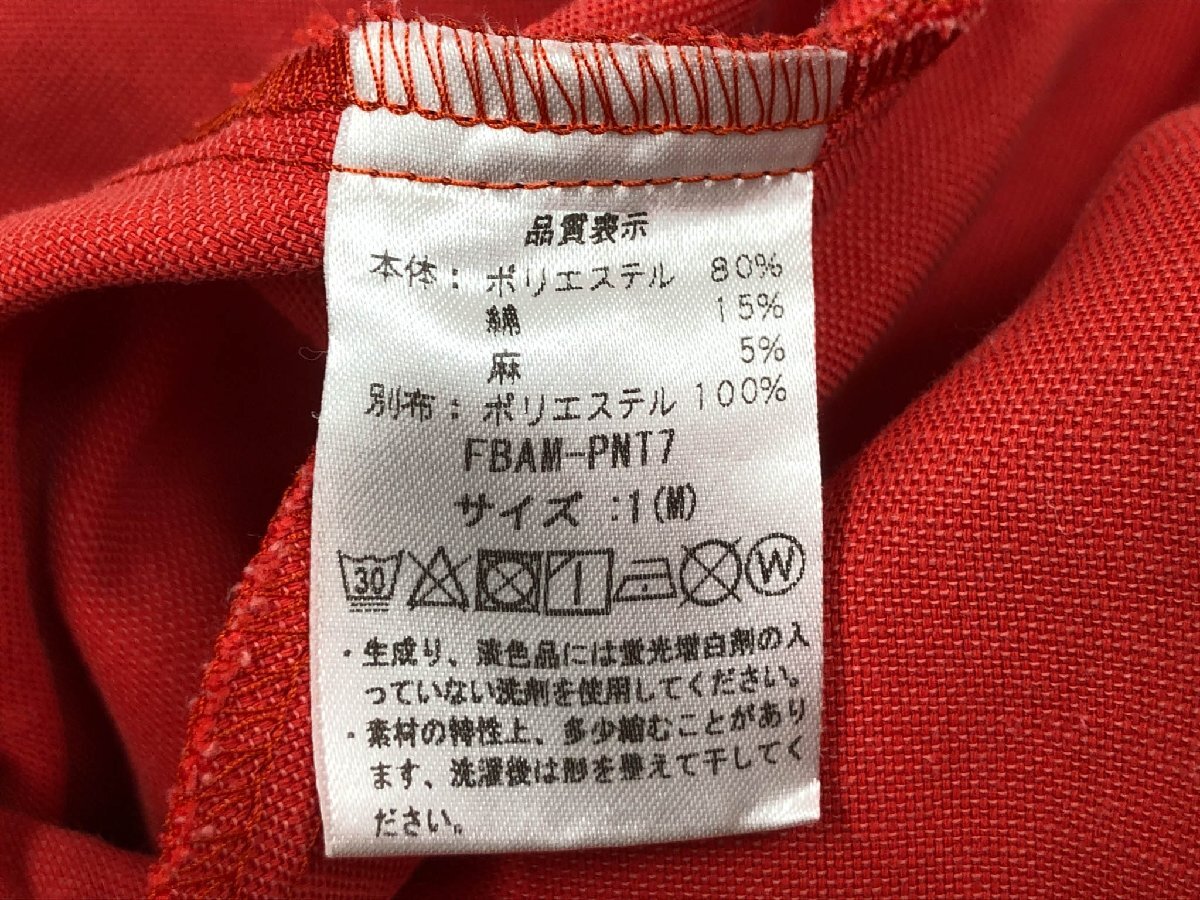 品質表示
本体: ポリエステル 80%
綿 15%
麻 5%
別布: ポリエステル 100%
FBAM-PNT7
サイズ :1(M)
30 W
・生成り、淡色品には蛍光増白剤の入
っていない洗剤を使用してください。
・素材の特性上、多少縮むことがあり
ます、洗濯後は形を整えて干してく
ださい。